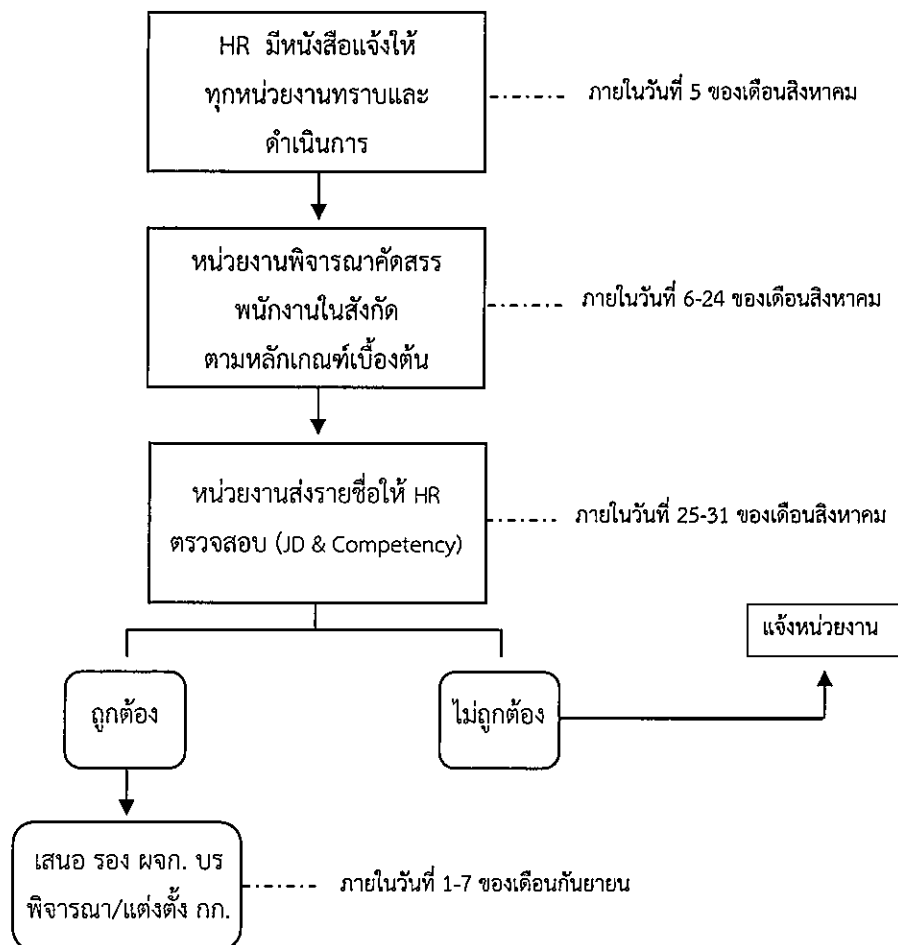 HR มีหนังสือแจ้งให้
ทุกหน่วยงานทราบและ
ดำเนินการ
ภายในวันที่ 5 ของเดือนสิงหาคม
หน่วยงานพิจารณาคัดสรร
พนักงานในสังกัด
ตามหลักเกณฑ์เบื้องต้น
ภายในวันที่ 6-24 ของเดือนสิงหาคม
หน่วยงานส่งรายชื่อให้ HR
ตรวจสอบ (JD & Competency)
ภายในวันที่ 25-31 ของเดือนสิงหาคม
แจ้งหน่วยงาน
ถูกต้อง
ไม่ถูกต้อง
เสนอ รอง ผจก. บร
พิจารณา/แต่งตั้ง กก.
ภายในวันที่ 1-7 ของเดือนกันยายน